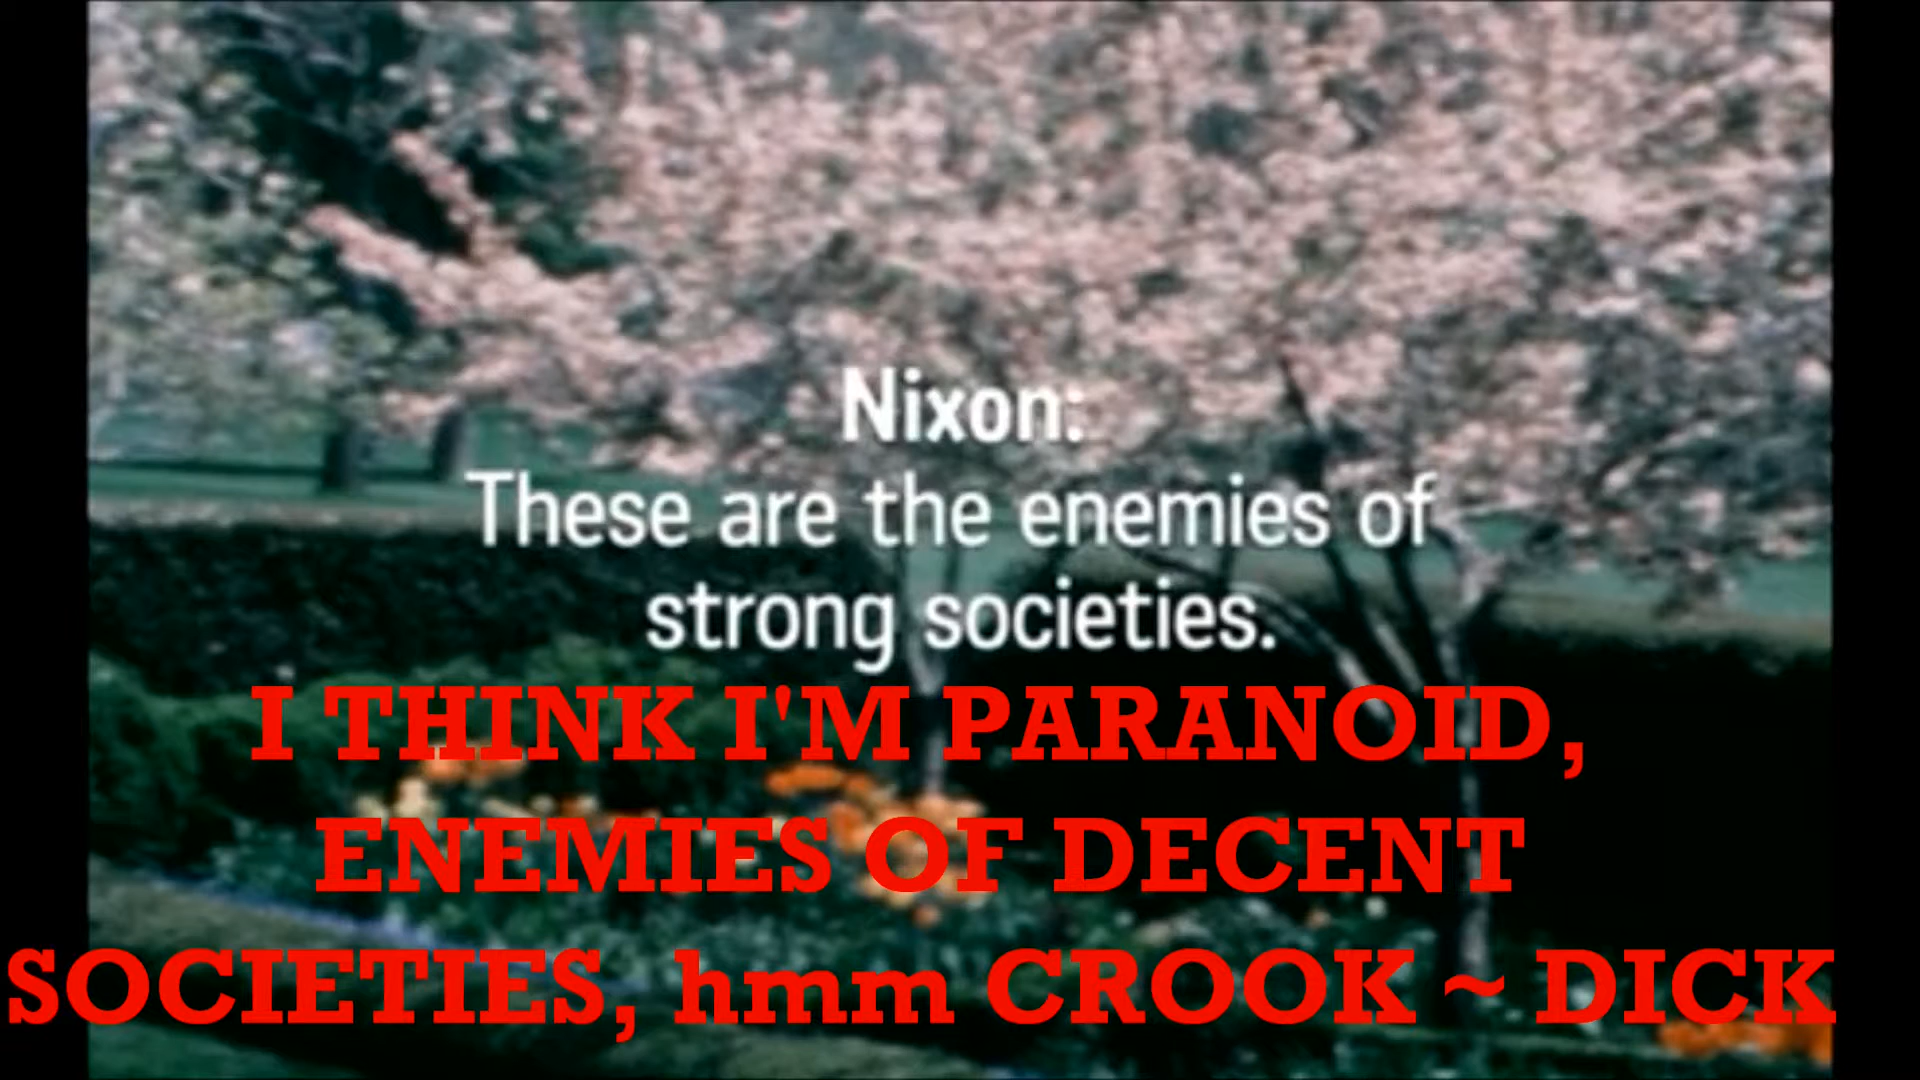 Nixon:
These are the enemies of
strong societies.
I THINK I'M PARANOID,
ENEMIES OF DECENT
SOCIETIES, hmm CROOK ~ DICK